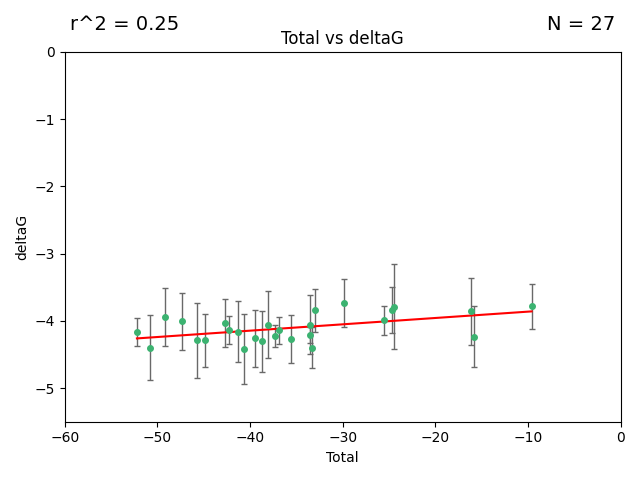 r^2 = 0.25
N = 27
Total vs deltaG
0
−1
−2
−3
−4
−5
deltaG
−60
−50
−40
−30
−20
−10
0
Total